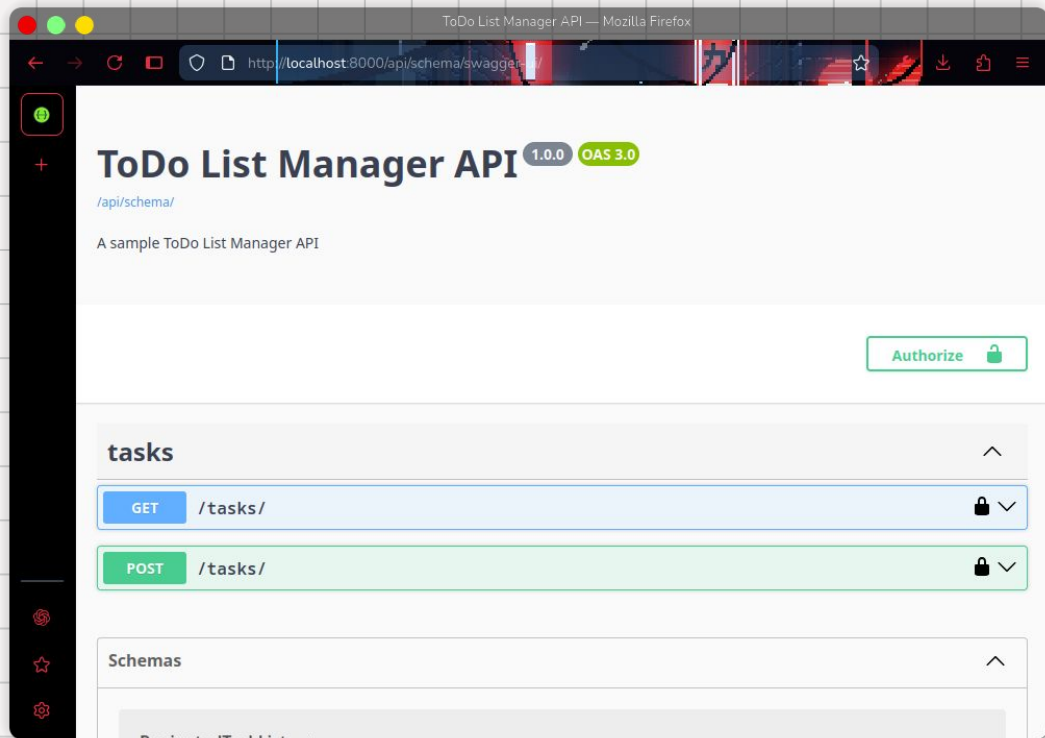 ToDo List Manager API — Mozilla Firefox
http://localhost:8000/api/schema/swagger-ui/
ToDo List Manager API 1.0.0 OAS 3.0
/api/schema/
A sample ToDo List Manager API
Authorize
tasks
GET /tasks/
POST /tasks/
Schemas